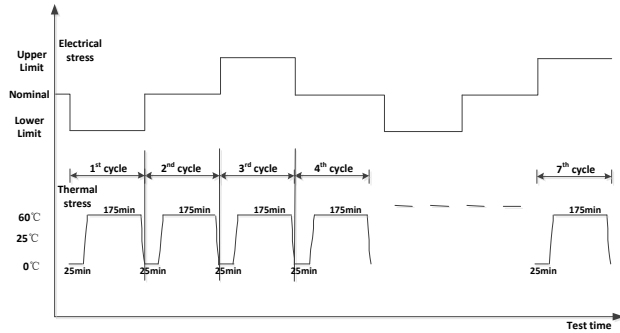 Electrical
stress
Upper
Limit
Nominal
Lower
Limit
1st cycle
2nd cycle
3rd cycle
4th cycle
7th cycle
Thermal
stress
60℃
175min
175min
175min
175min
175min
25℃
0℃
25min
25min
25min
25min
25min
Test time